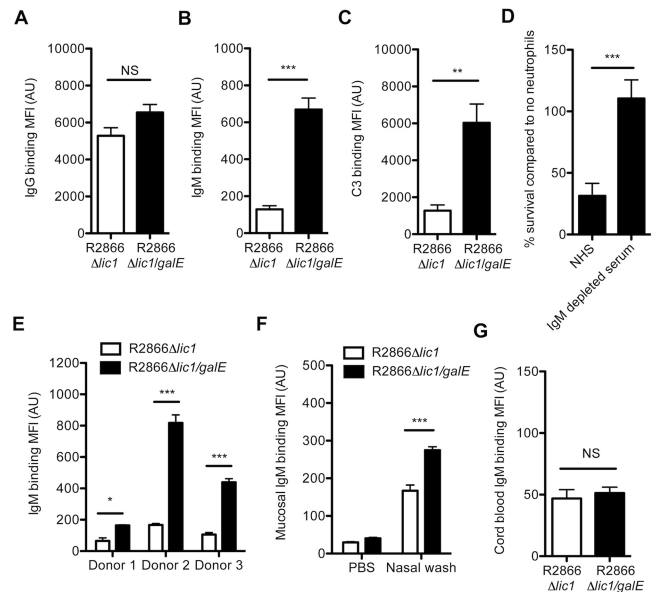 A
IgG binding MFI (AU)
10000
8000
6000
4000
2000
0
NS
R2866 R2866
Δlic1 Δlic1/galE
B
IgM binding MFI (AU)
1000
800
600
400
200
0
***
R2866 R2866
Δlic1 Δlic1/galE
C
C3 binding MFI (AU)
10000
8000
6000
4000
2000
0
**
R2866 R2866
Δlic1 Δlic1/galE
D
% survival compared to no neutrophils
150
100
50
0
***
NHS
IgM depleted serum
E
R2866Δlic1
R2866Δlic1/galE
IgM binding MFI (AU)
1200
1000
800
600
400
200
0
*
***
***
Donor 1 Donor 2 Donor 3
F
R2866Δlic1
R2866Δlic1/galE
Mucosal IgM binding MFI (AU)
500
400
300
200
100
0
***
PBS Nasal wash
G
Cord blood IgM binding MFI (AU)
150
100
50
0
NS
R2866 R2866
Δlic1 Δlic1/galE